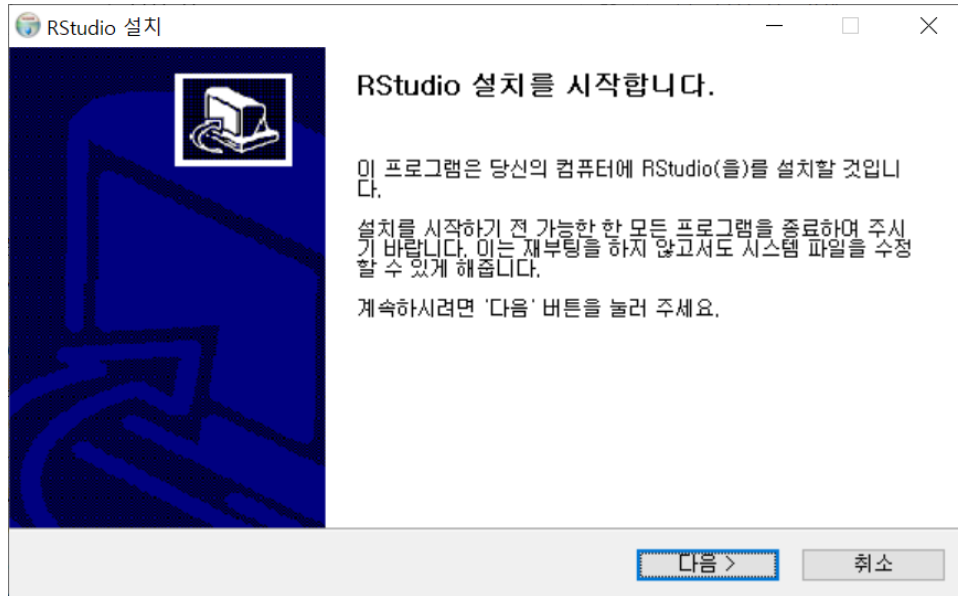 RStudio 설치
RStudio 설치를 시작합니다.
이 프로그램은 당신의 컴퓨터에 RStudio(을)를 설치할 것입니
다.
설치를 시작하기 전 가능한 한 모든 프로그램을 종료하여 주시
기 바랍니다. 이는 재부팅을 하지 않고서도 시스템 파일을 수정
할 수 있게 해줍니다.
계속하시려면 '다음' 버튼을 눌러 주세요.
다음 >
취소